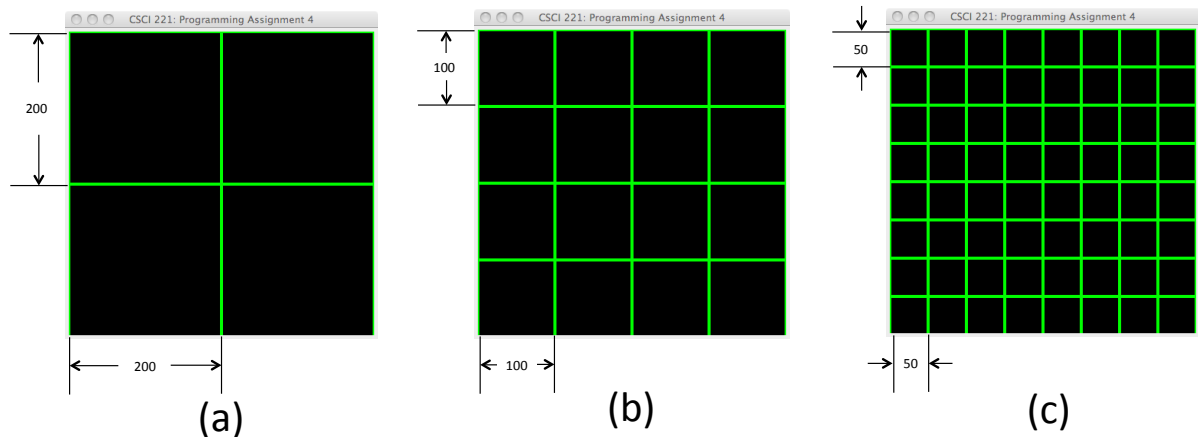 CSCI 221: Programming Assignment 4
200
200
(a)
CSCI 221: Programming Assignment 4
100
100
(b)
CSCI 221: Programming Assignment 4
50
50
(c)